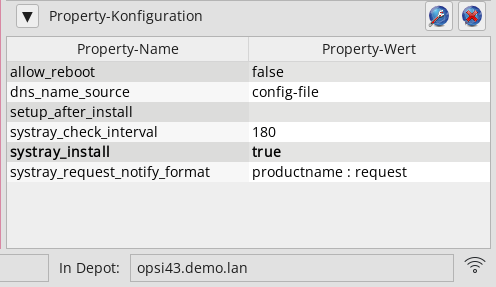 Property-Konfiguration
Property-Name Property-Wert
allow_reboot false
dns_name_source config-file
setup_after_install
systray_check_interval 180
systray_install true
systray_request_notify_format productname : request
In Depot: opsi43.demo.lan